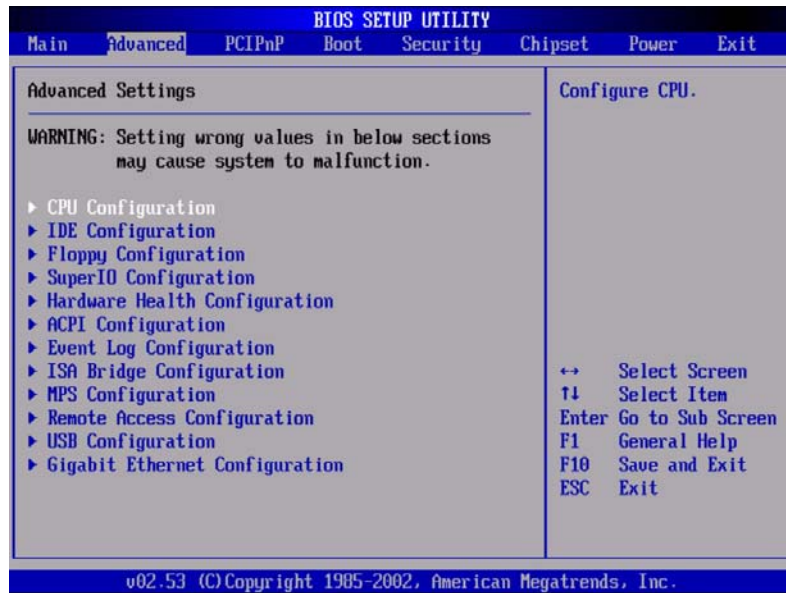 BIOS SETUP UTILITY
Main Advanced PCIPnP Boot Security Chipset Power Exit
Advanced Settings
WARNING: Setting wrong values in below sections
may cause system to malfunction.
▶ CPU Configuration
▶ IDE Configuration
▶ Floppy Configuration
▶ SuperIO Configuration
▶ Hardware Health Configuration
▶ ACPI Configuration
▶ Event Log Configuration
▶ ISA Bridge Configuration
▶ MPS Configuration
▶ Remote Access Configuration
▶ USB Configuration
▶ Gigabit Ethernet Configuration
Configure CPU.
↔ Select Screen
↑↓ Select Item
Enter Go to Sub Screen
F1 General Help
F10 Save and Exit
ESC Exit
v02.53 (C)Copyright 1985-2002, American Megatrends, Inc.